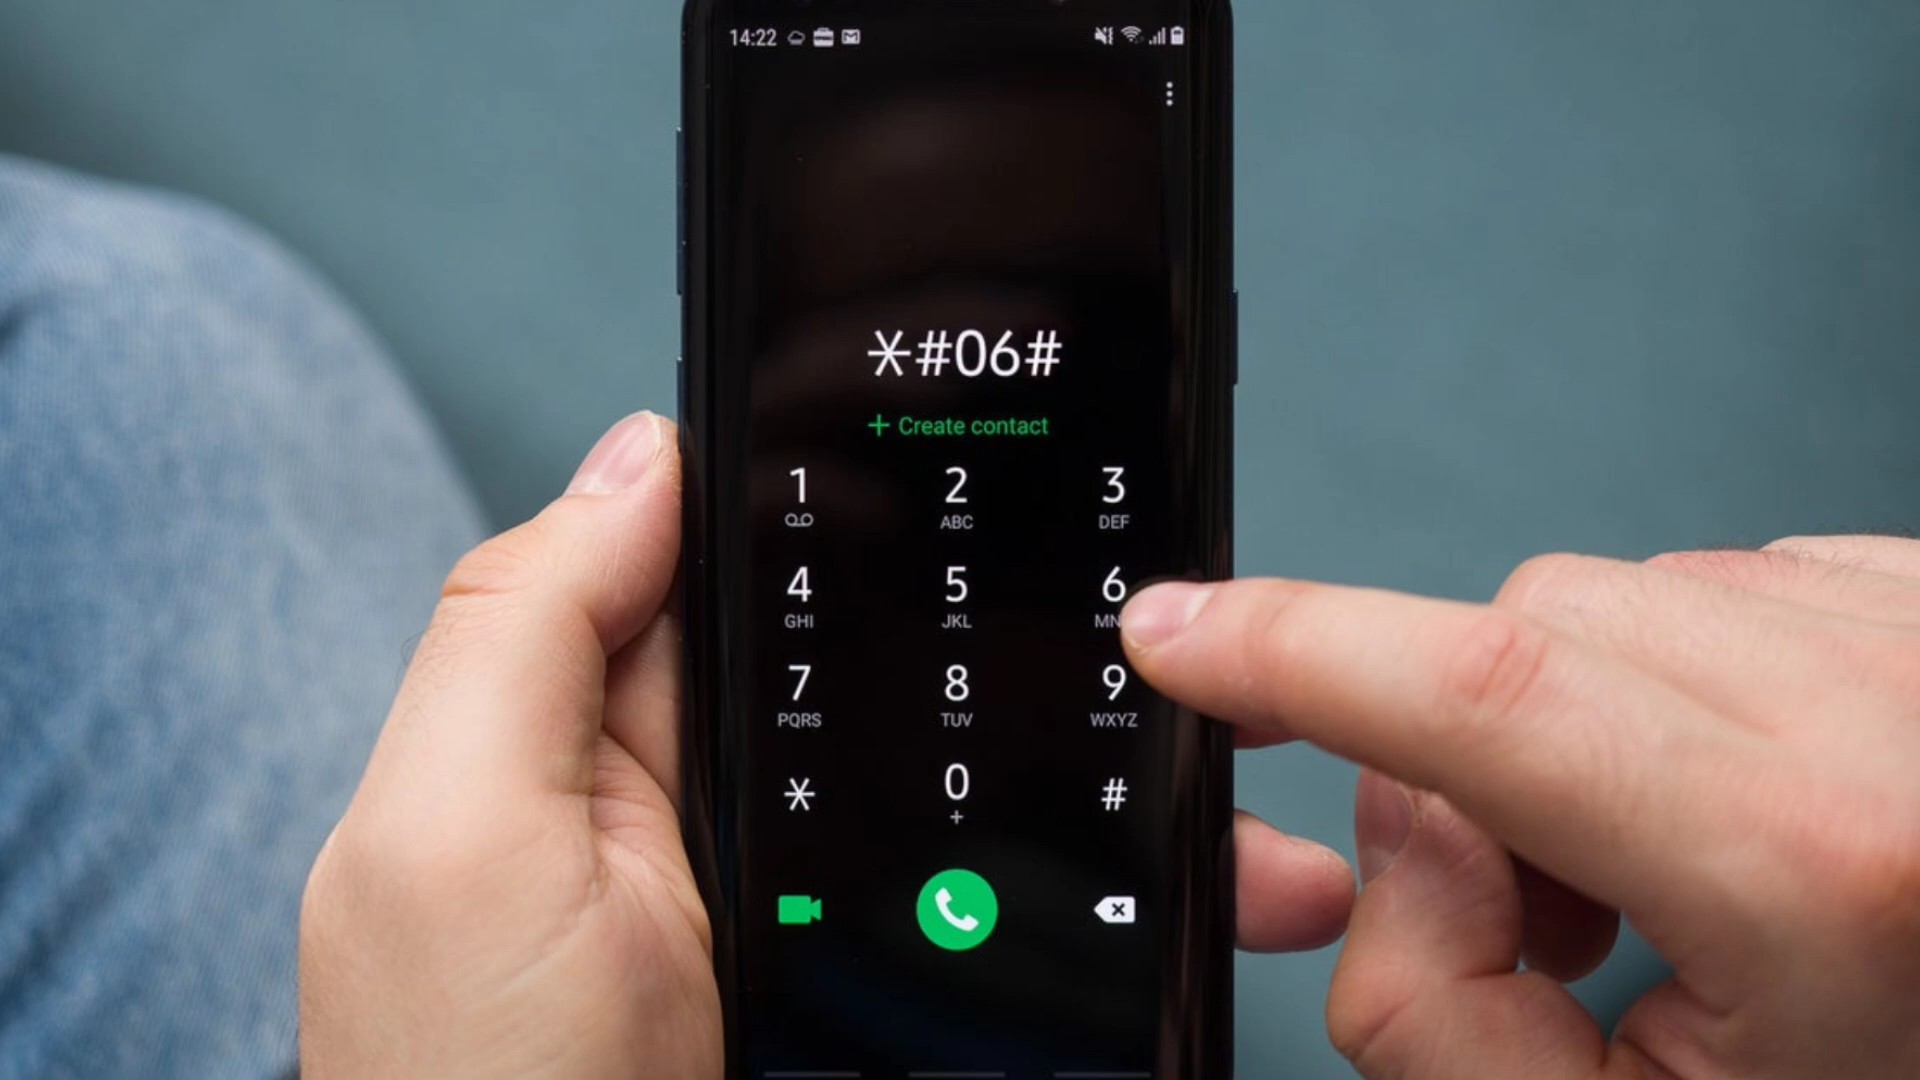 14:22
*#06#
+ Create contact
1 2 3
ABC DEF
4 5 6
GHI JKL MN
7 8 9
PQRS TUV WXYZ
* 0 #
+